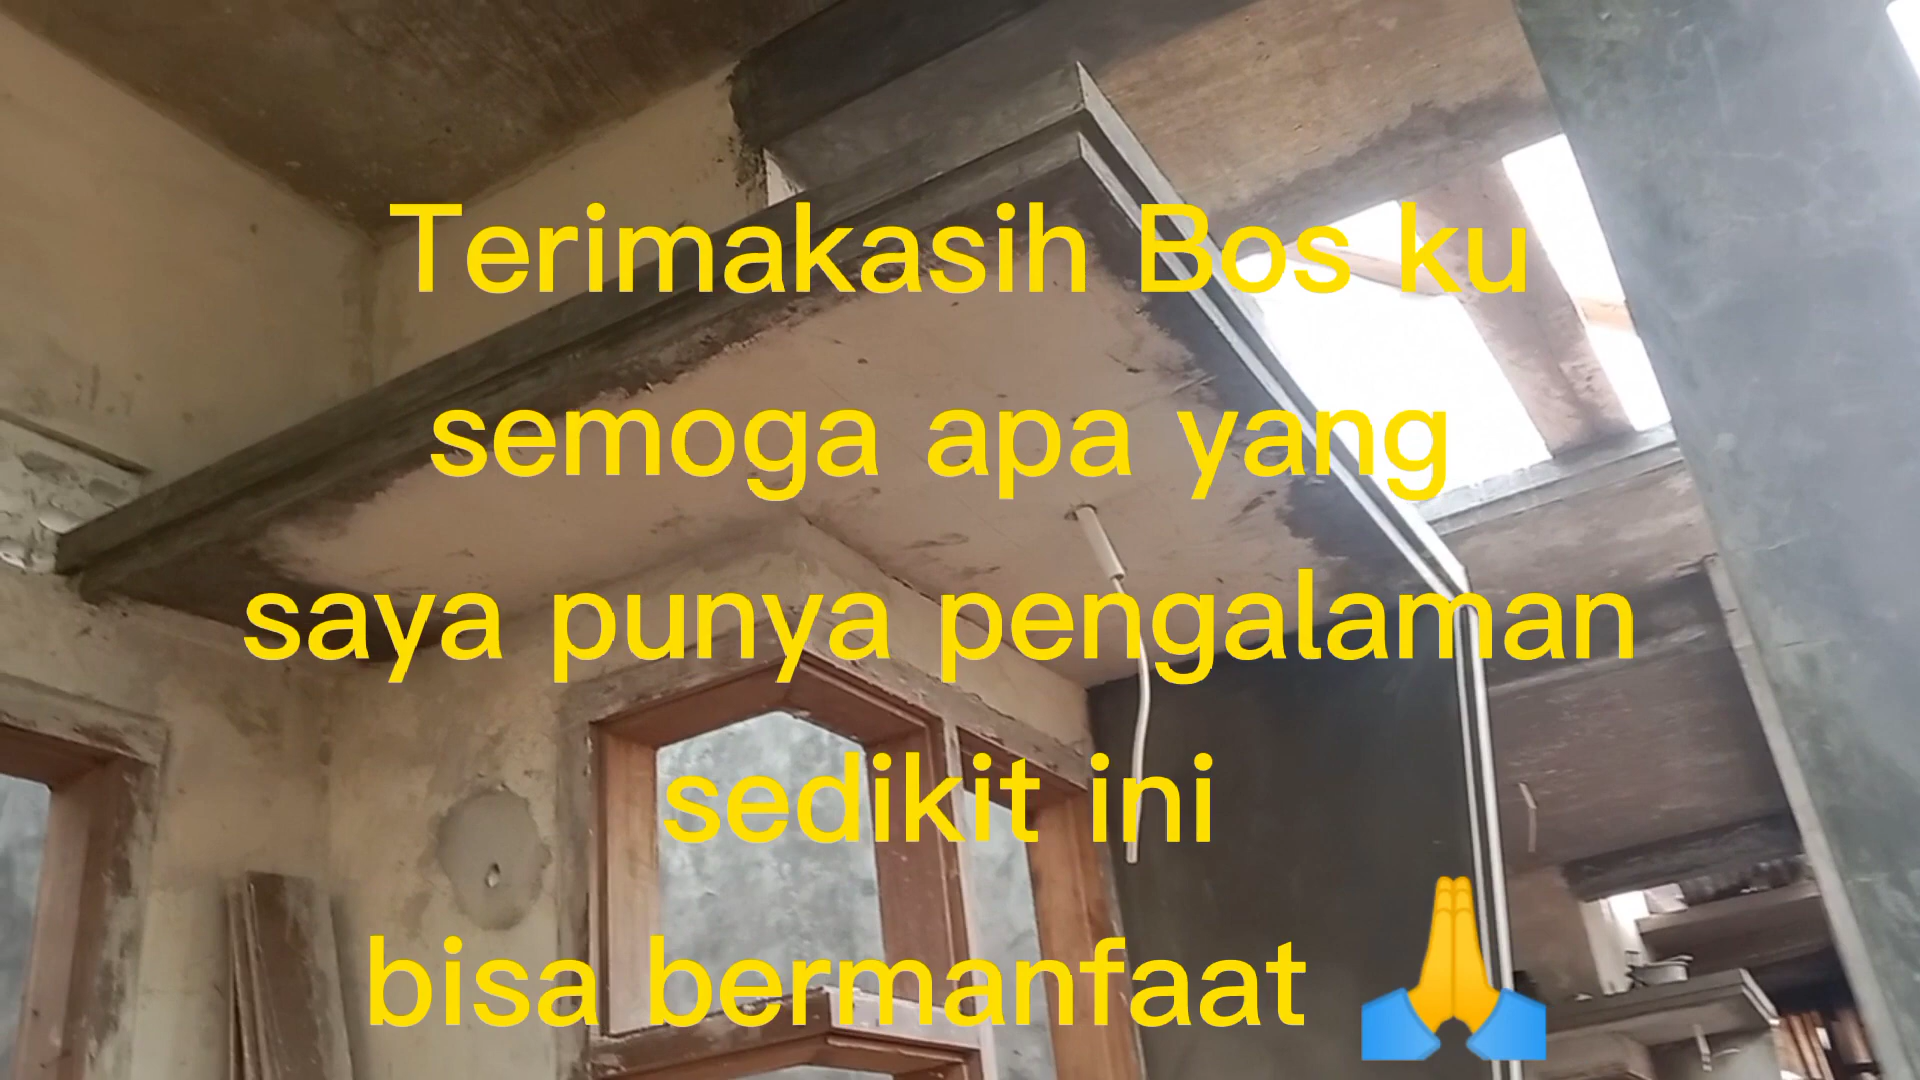 Terimakasih Bos ku
semoga apa yang
saya punya pengalaman
sedikit ini
bisa bermanfaat 🙏